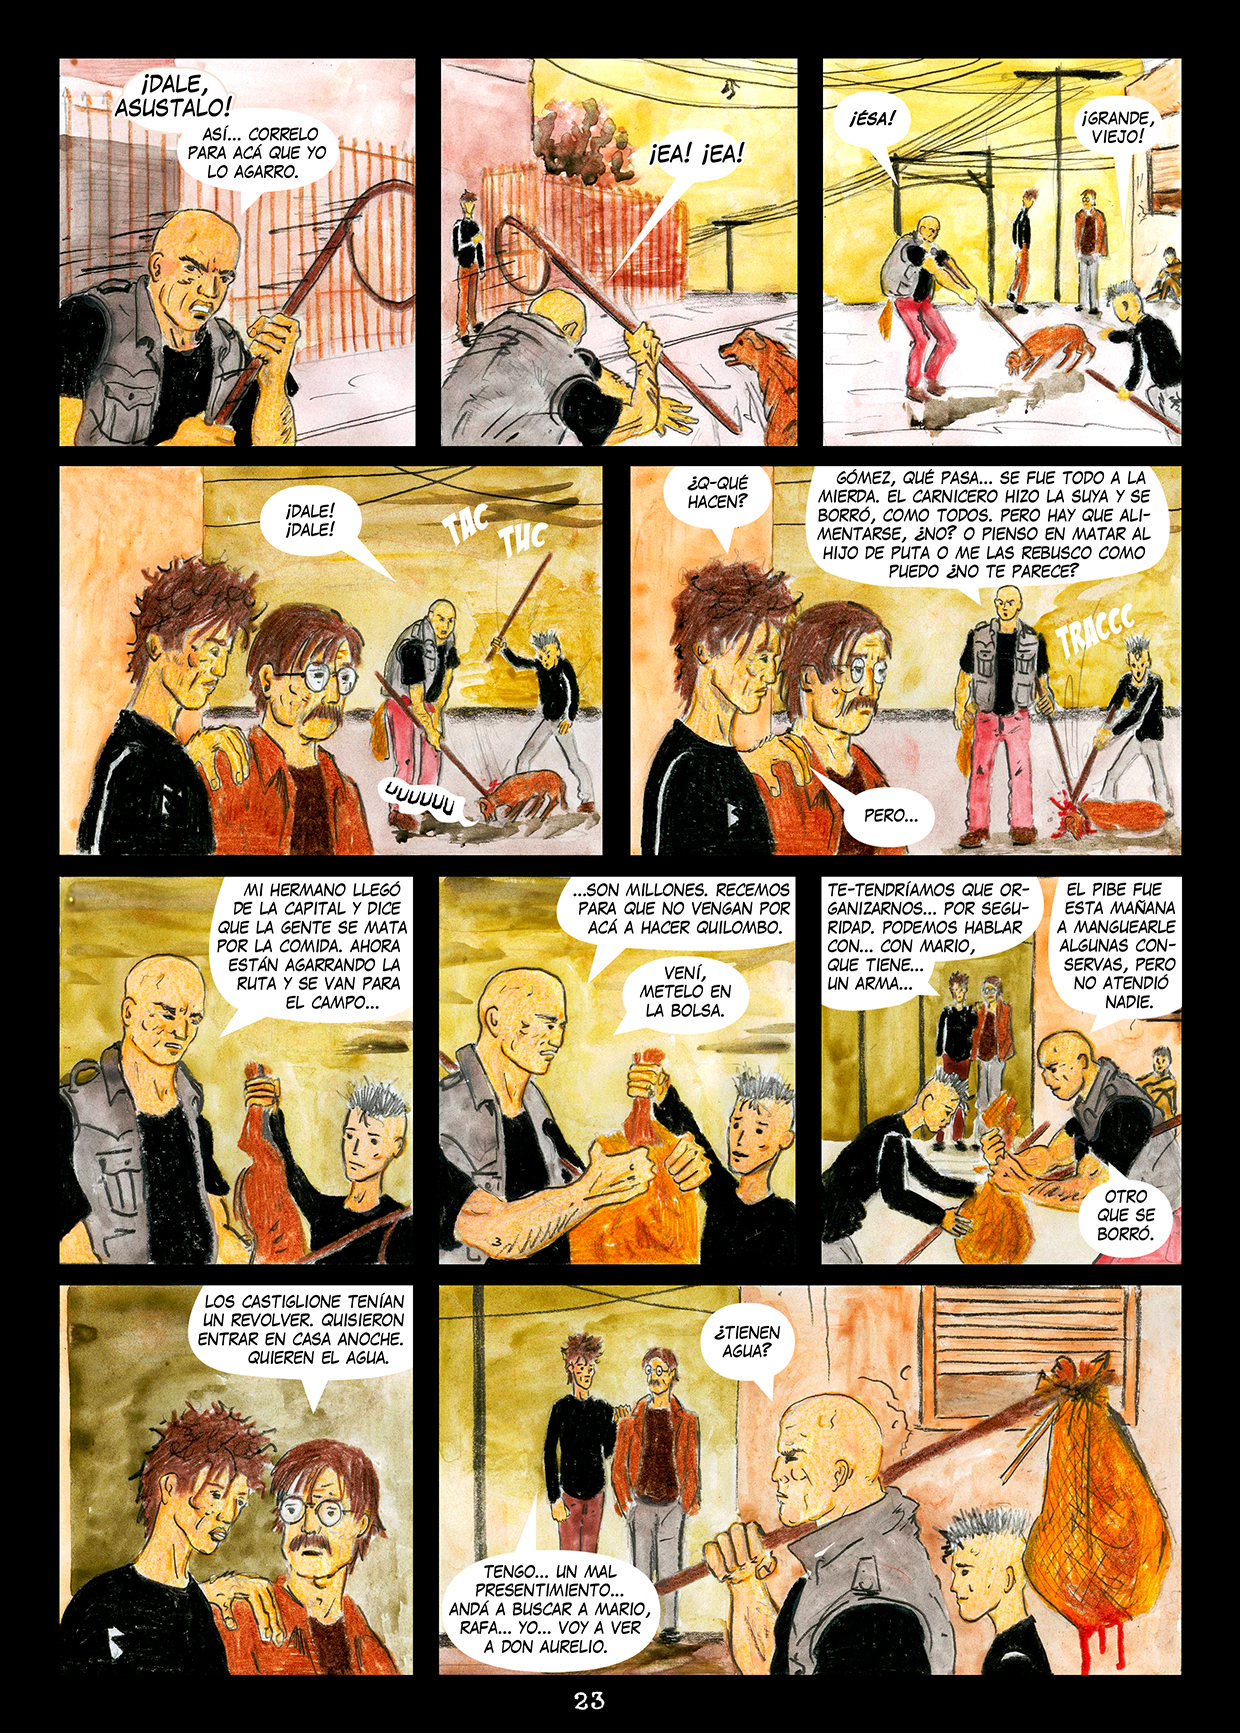 ¡DALE,
ASUSTALO!
ASÍ... CORRELO
PARA ACÁ QUE YO
LO AGARRO.
¡EA! ¡EA!
¡ÉSA!
¡GRANDE,
VIEJO!
¡DALE!
¡DALE!
TAC
TUC
UUUUUU
¿Q-QUÉ
HACEN?
GÓMEZ, QUÉ PASA... SE FUE TODO A LA
MIERDA. EL CARNICERO HIZO LA SUYA Y SE
BORRÓ, COMO TODOS. PERO HAY QUE ALI-
MENTARSE, ¿NO? O PIENSO EN MATAR AL
HIJO DE PUTA O ME LAS REBUSCO COMO
PUEDO ¿NO TE PARECE?
TRACCC
PERO...
MI HERMANO LLEGÓ
DE LA CAPITAL Y DICE
QUE LA GENTE SE MATA
POR LA COMIDA. AHORA
ESTÁN AGARRANDO LA
RUTA Y SE VAN PARA
EL CAMPO...
...SON MILLONES. RECEMOS
PARA QUE NO VENGAN POR
ACÁ A HACER QUILOMBO.
VENÍ,
METELO EN
LA BOLSA.
TE-TENDRÍAMOS QUE OR-
GANIZARNOS... POR SEGU-
RIDAD. PODEMOS HABLAR
CON... CON MARIO,
QUE TIENE...
UN ARMA...
EL PIBE FUE
ESTA MAÑANA
A MANGUEARLE
ALGUNAS CON-
SERVAS, PERO
NO ATENDIÓ
NADIE.
OTRO
QUE SE
BORRÓ.
LOS CASTIGLIONE TENÍAN
UN REVOLVER. QUISIERON
ENTRAR EN CASA ANOCHE.
QUIEREN EL AGUA.
¿TIENEN
AGUA?
TENGO... UN MAL
PRESENTIMIENTO...
ANDÁ A BUSCAR A MARIO,
RAFA... YO... VOY A VER
A DON AURELIO.
23